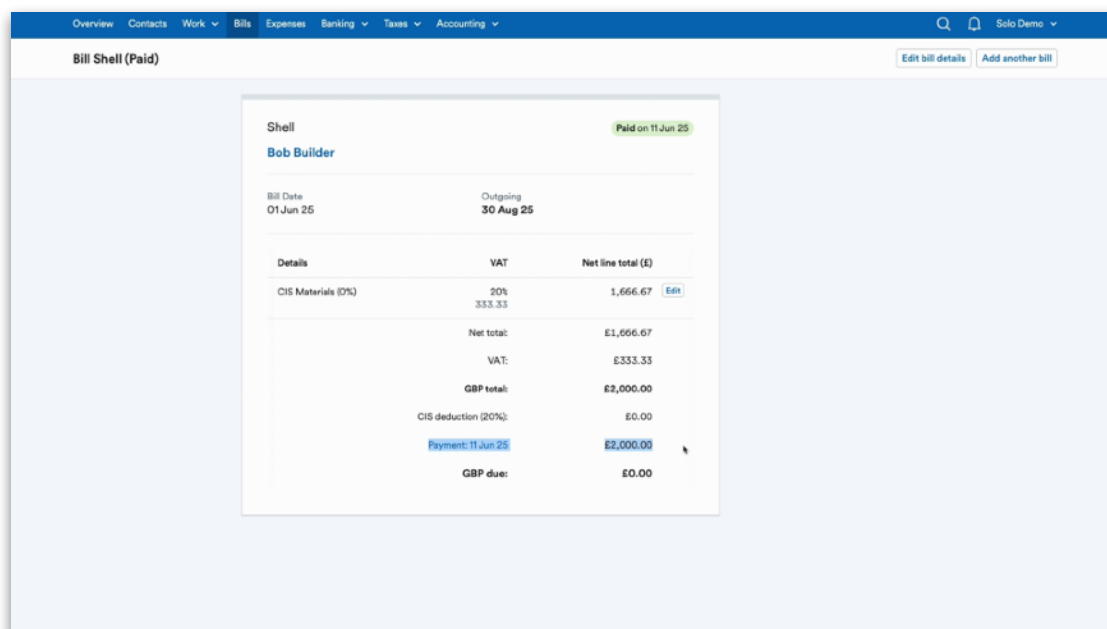 Overview Contacts Work Bills Expenses Banking Taxes Accounting Solo Demo
Bill Shell (Paid) Edit bill details Add another bill
Shell Paid on 11 Jun 25
Bob Builder
Bill Date Outgoing
01 Jun 25 30 Aug 25
Details VAT Net line total (£)
CIS Materials (0%) 20% 1,666.67 Edit
333.33
Net total: £1,666.67
VAT: £333.33
GBP total: £2,000.00
CIS deduction (20%): £0.00
Payment: 11 Jun 25 £2,000.00
GBP due: £0.00